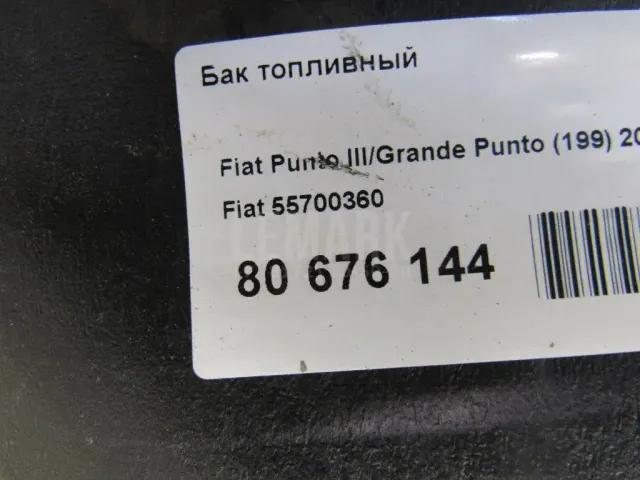 Бак топливный
Fiat Punto III/Grande Punto (199) 20
Fiat 55700360
80 676 144